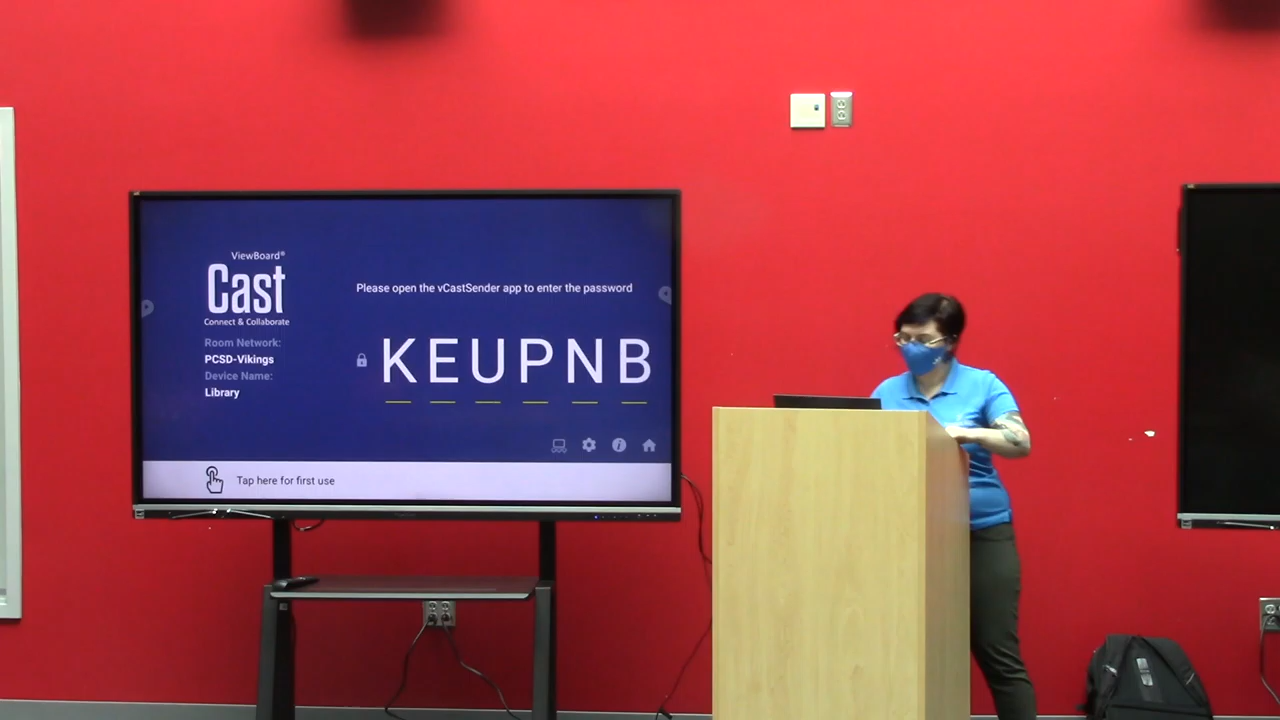 ViewBoard®
Cast
Connect & Collaborate
Room Network:
PCSD-Vikings
Device Name:
Library
Please open the vCastSender app to enter the password
KEUPNB
Tap here for first use